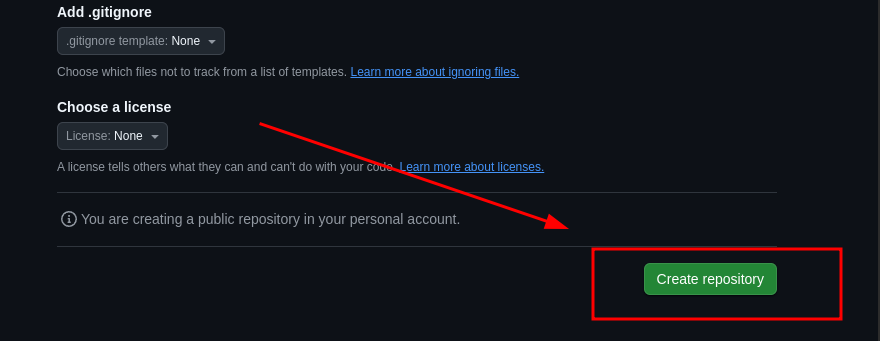 Add .gitignore
.gitignore template: None
Choose which files not to track from a list of templates. Learn more about ignoring files.
Choose a license
License: None
A license tells others what they can and can't do with your code. Learn more about licenses.
You are creating a public repository in your personal account.
Create repository